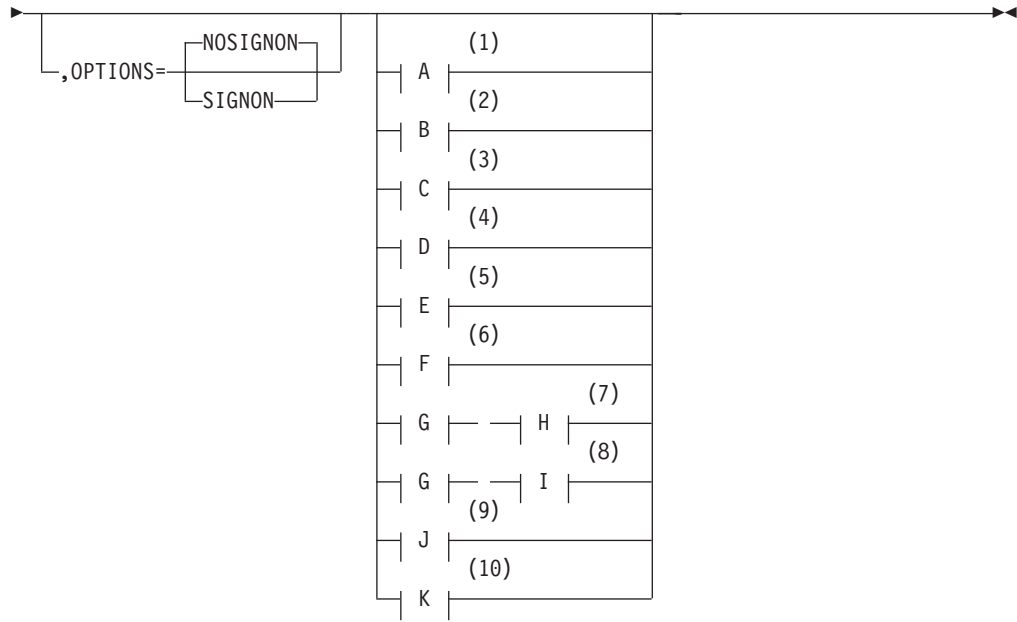 (1)
NOSIGNON
,OPTIONS=
A
SIGNON
(2)
B
(3)
C
(4)
D
(5)
E
(6)
F
(7)
G H
(8)
G I
(9)
J
(10)
K